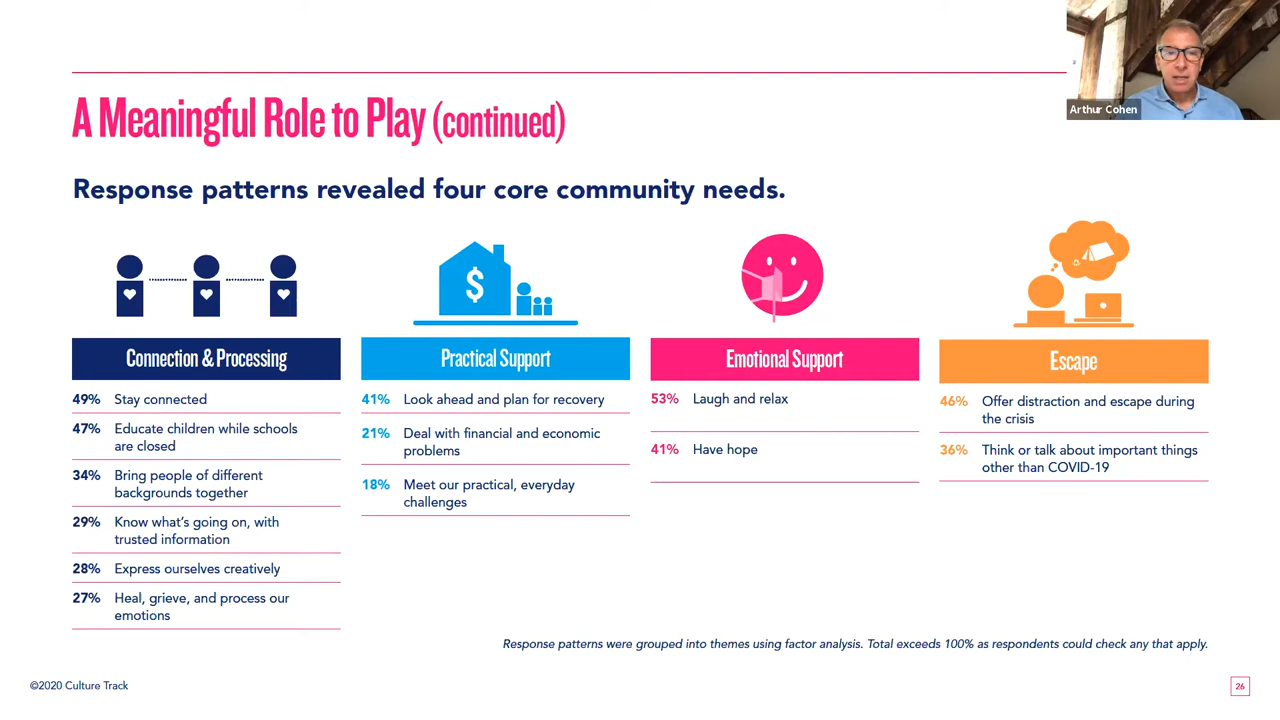 Arthur Cohen
A Meaningful Role to Play (continued)
Response patterns revealed four core community needs.
$
Connection & Processing
49% Stay connected
47% Educate children while schools
are closed
34% Bring people of different
backgrounds together
29% Know what's going on, with
trusted information
28% Express ourselves creatively
27% Heal, grieve, and process our
emotions
Practical Support
41% Look ahead and plan for recovery
21% Deal with financial and economic
problems
18% Meet our practical, everyday
challenges
Emotional Support
53% Laugh and relax
41% Have hope
Escape
46% Offer distraction and escape during
the crisis
36% Think or talk about important things
other than COVID-19
Response patterns were grouped into themes using factor analysis. Total exceeds 100% as respondents could check any that apply.
©2020 Culture Track
26